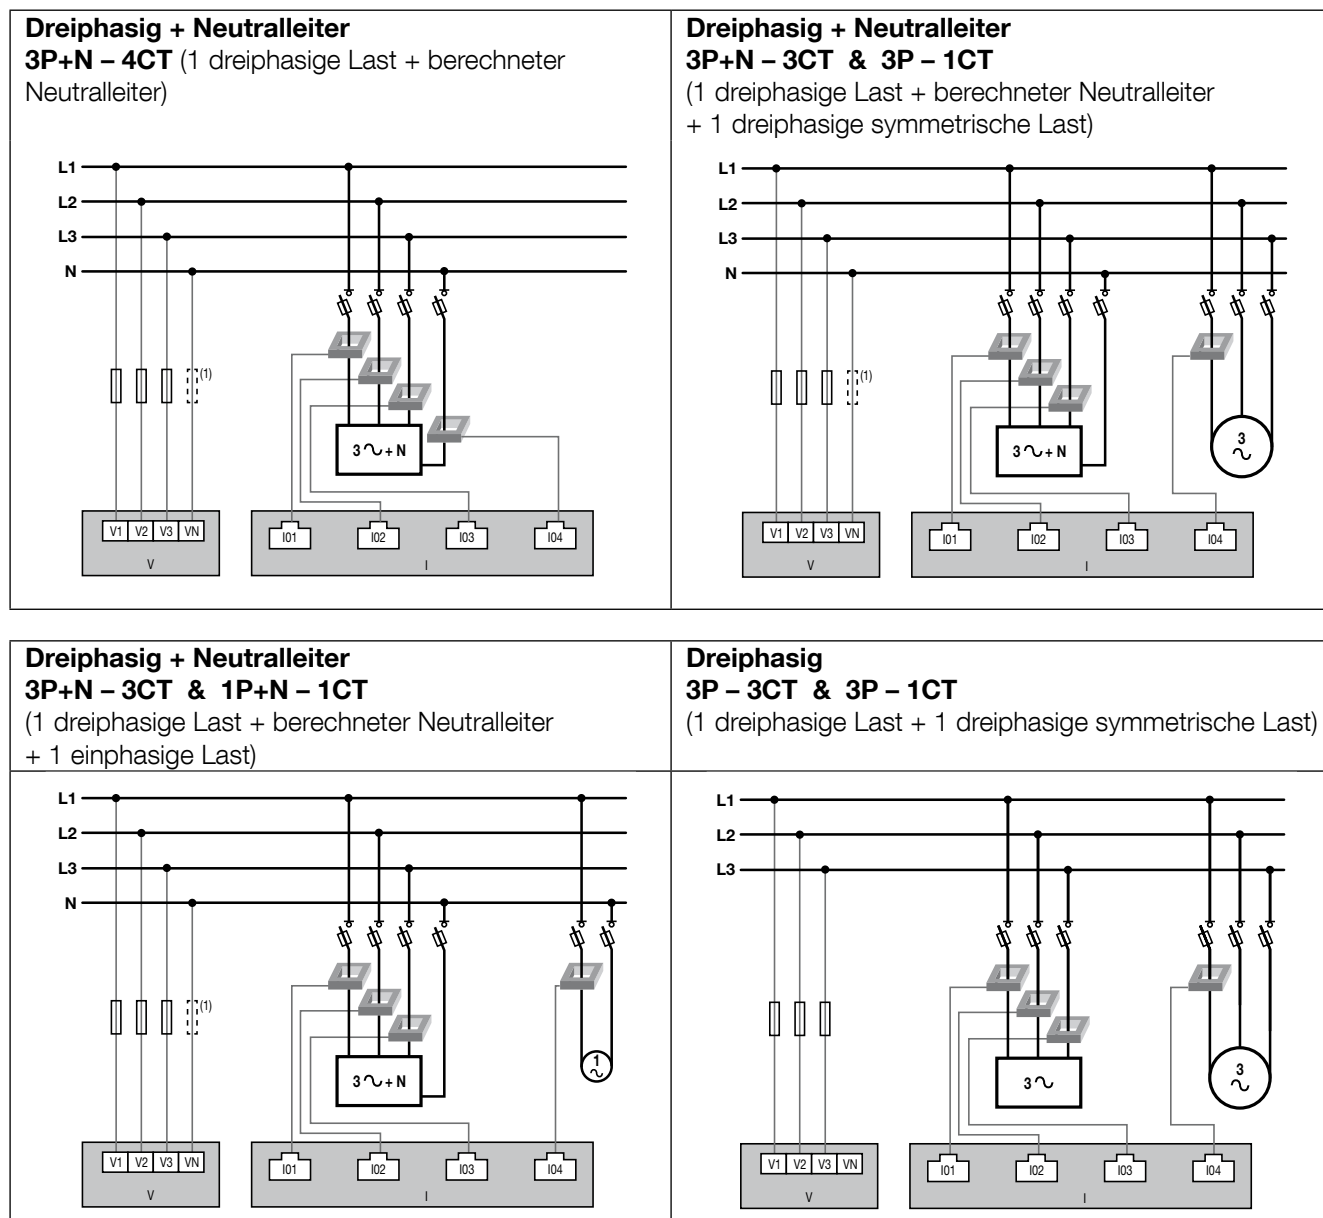 Dreiphasig + Neutralleiter
3P+N – 4CT (1 dreiphasige Last + berechneter
Neutralleiter)
L1
L2
L3
N
(1)
3 + N
V1 V2 V3 VN
V
I01 I02 I03 I04
I
Dreiphasig + Neutralleiter
3P+N – 3CT & 3P – 1CT
(1 dreiphasige Last + berechneter Neutralleiter
+ 1 dreiphasige symmetrische Last)
L1
L2
L3
N
(1)
3 + N
3
V1 V2 V3 VN
V
I01 I02 I03 I04
I
Dreiphasig + Neutralleiter
3P+N – 3CT & 1P+N – 1CT
(1 dreiphasige Last + berechneter Neutralleiter
+ 1 einphasige Last)
L1
L2
L3
N
(1)
3 + N
1
V1 V2 V3 VN
V
I01 I02 I03 I04
I
Dreiphasig
3P – 3CT & 3P – 1CT
(1 dreiphasige Last + 1 dreiphasige symmetrische Last)
L1
L2
L3
3
3
V1 V2 V3 VN
V
I01 I02 I03 I04
I